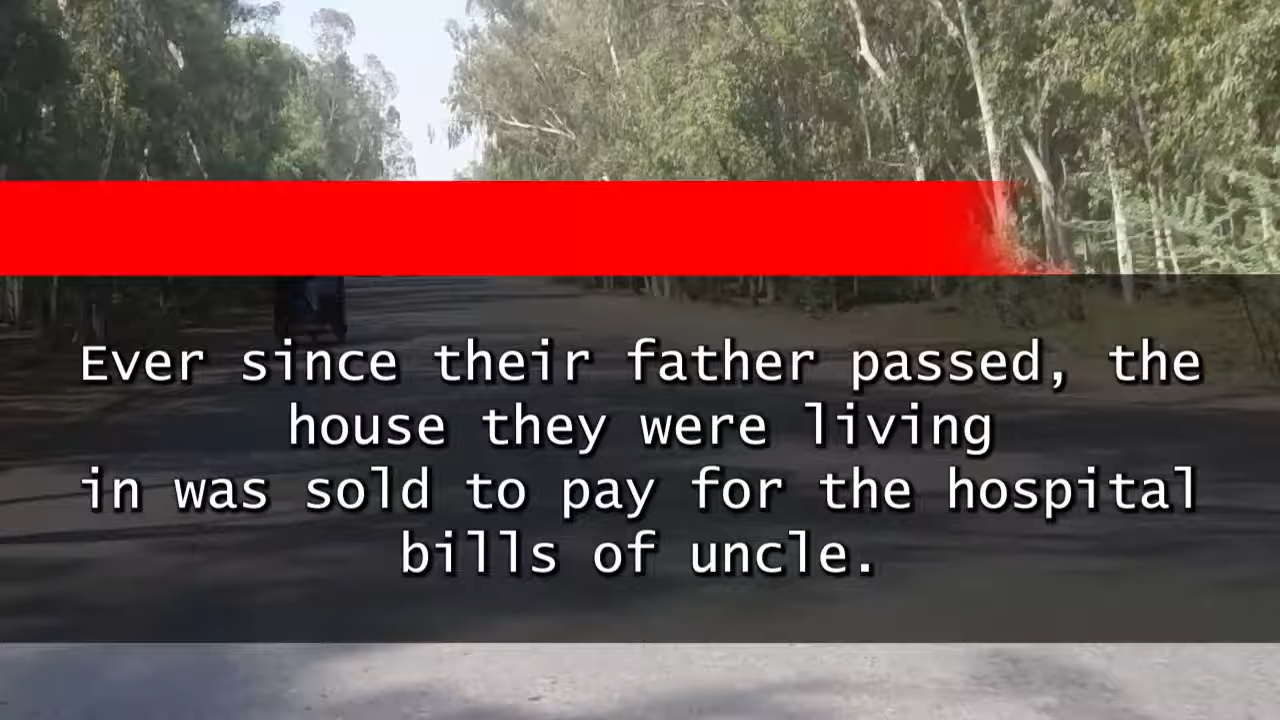 Ever since their father passed, the
house they were living
in was sold to pay for the hospital
bills of uncle.